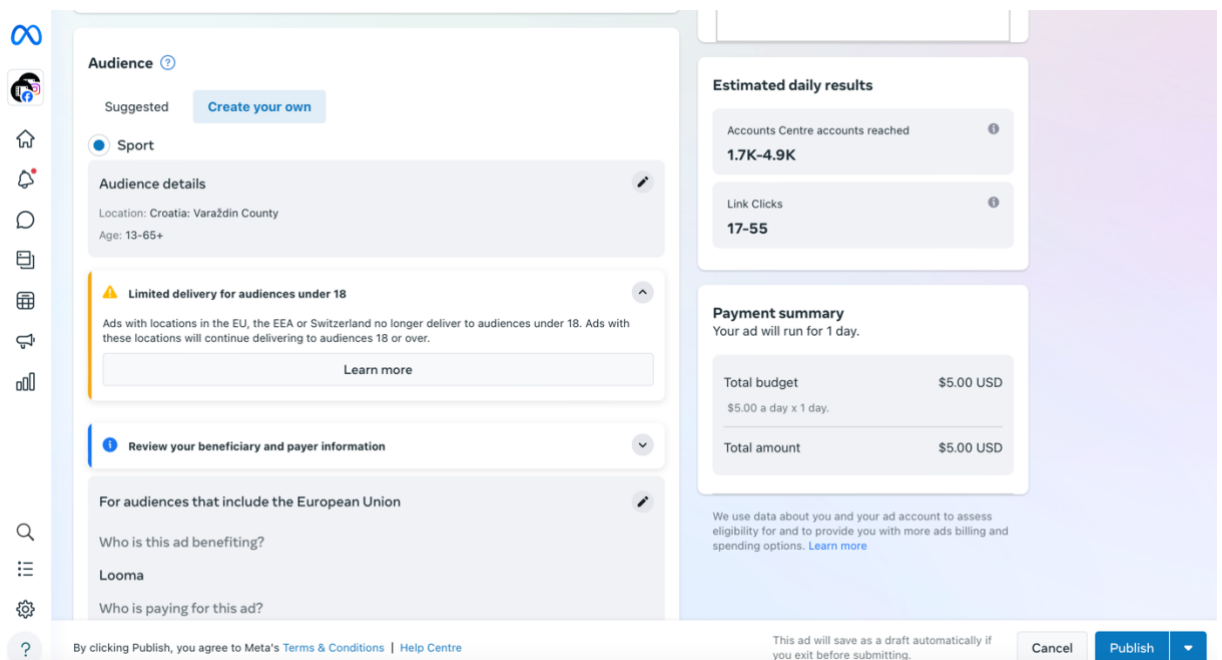 Audience
Suggested
Create your own
Sport
Audience details
Location: Croatia: Varaždin County
Age: 13-65+
Limited delivery for audiences under 18
Ads with locations in the EU, the EEA or Switzerland no longer deliver to audiences under 18. Ads with
these locations will continue delivering to audiences 18 or over.
Learn more
Review your beneficiary and payer information
For audiences that include the European Union
Who is this ad benefiting?
Looma
Who is paying for this ad?
Estimated daily results
Accounts Centre accounts reached
1.7K-4.9K
Link Clicks
17-55
Payment summary
Your ad will run for 1 day.
Total budget $5.00 USD
$5.00 a day x 1 day.
Total amount $5.00 USD
We use data about you and your ad account to assess
eligibility for and to provide you with more ads billing and
spending options. Learn more
By clicking Publish, you agree to Meta's Terms & Conditions | Help Centre
This ad will save as a draft automatically if
you exit before submitting.
Cancel
Publish